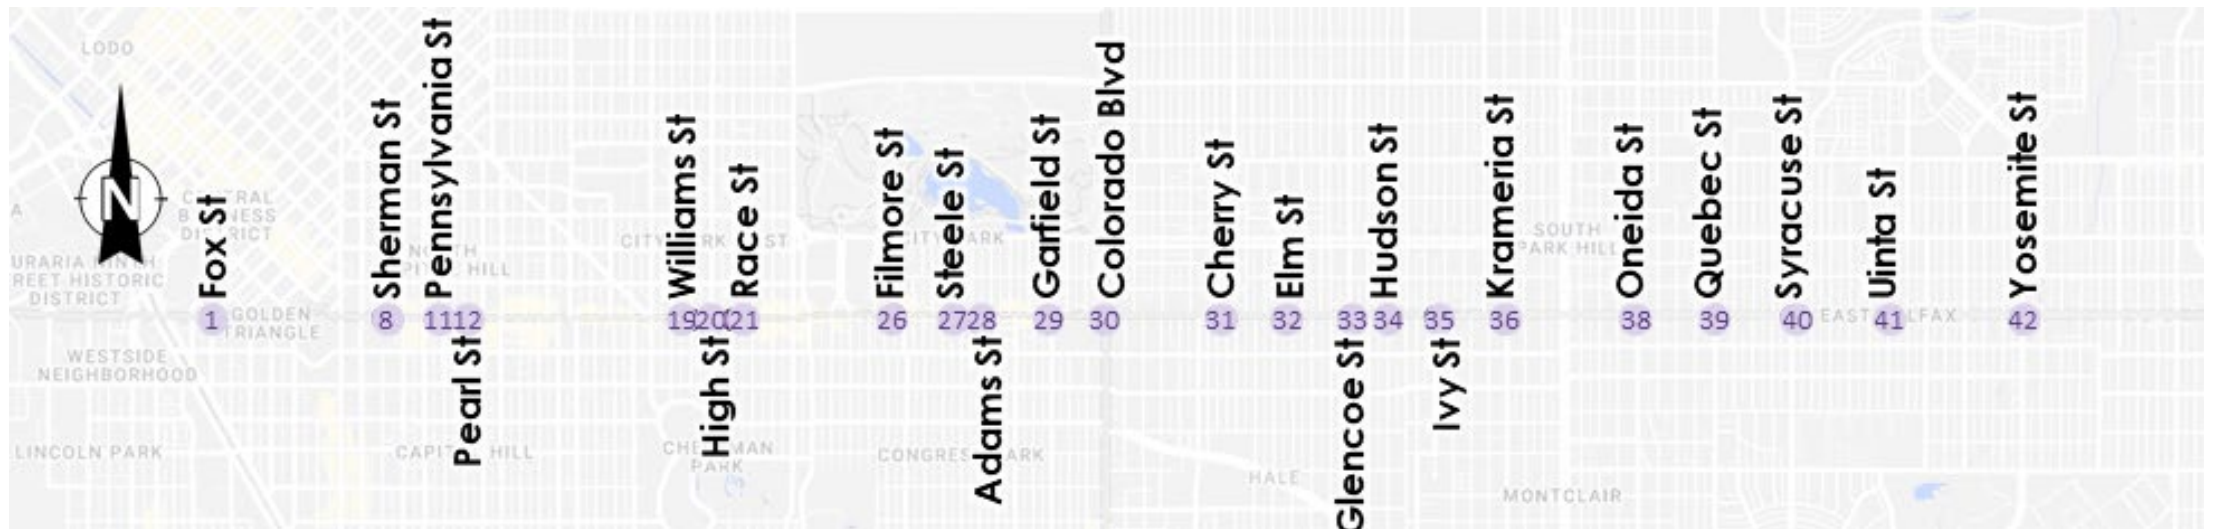 LODO
N
Fox St
Sherman St
Pennsylvania St
Williams St
Race St
Filmore St
Steele St
Garfield St
Colorado Blvd
Cherry St
Elm St
Hudson St
Krameria St
Oneida St
Quebec St
Syracuse St
Uinta St
Yosemite St
CITY PARK
SOUTH
PARK HILL
1
8
11
12
19
20
21
26
27
28
29
30
31
32
33
34
35
36
38
39
40
41
42
GOLDEN
TRIANGLE
Pearl St
High St
Adams St
Glencoe St
Ivy St
WESTSIDE
NEIGHBORHOOD
LINCOLN PARK
HALE
MONTCLAIR